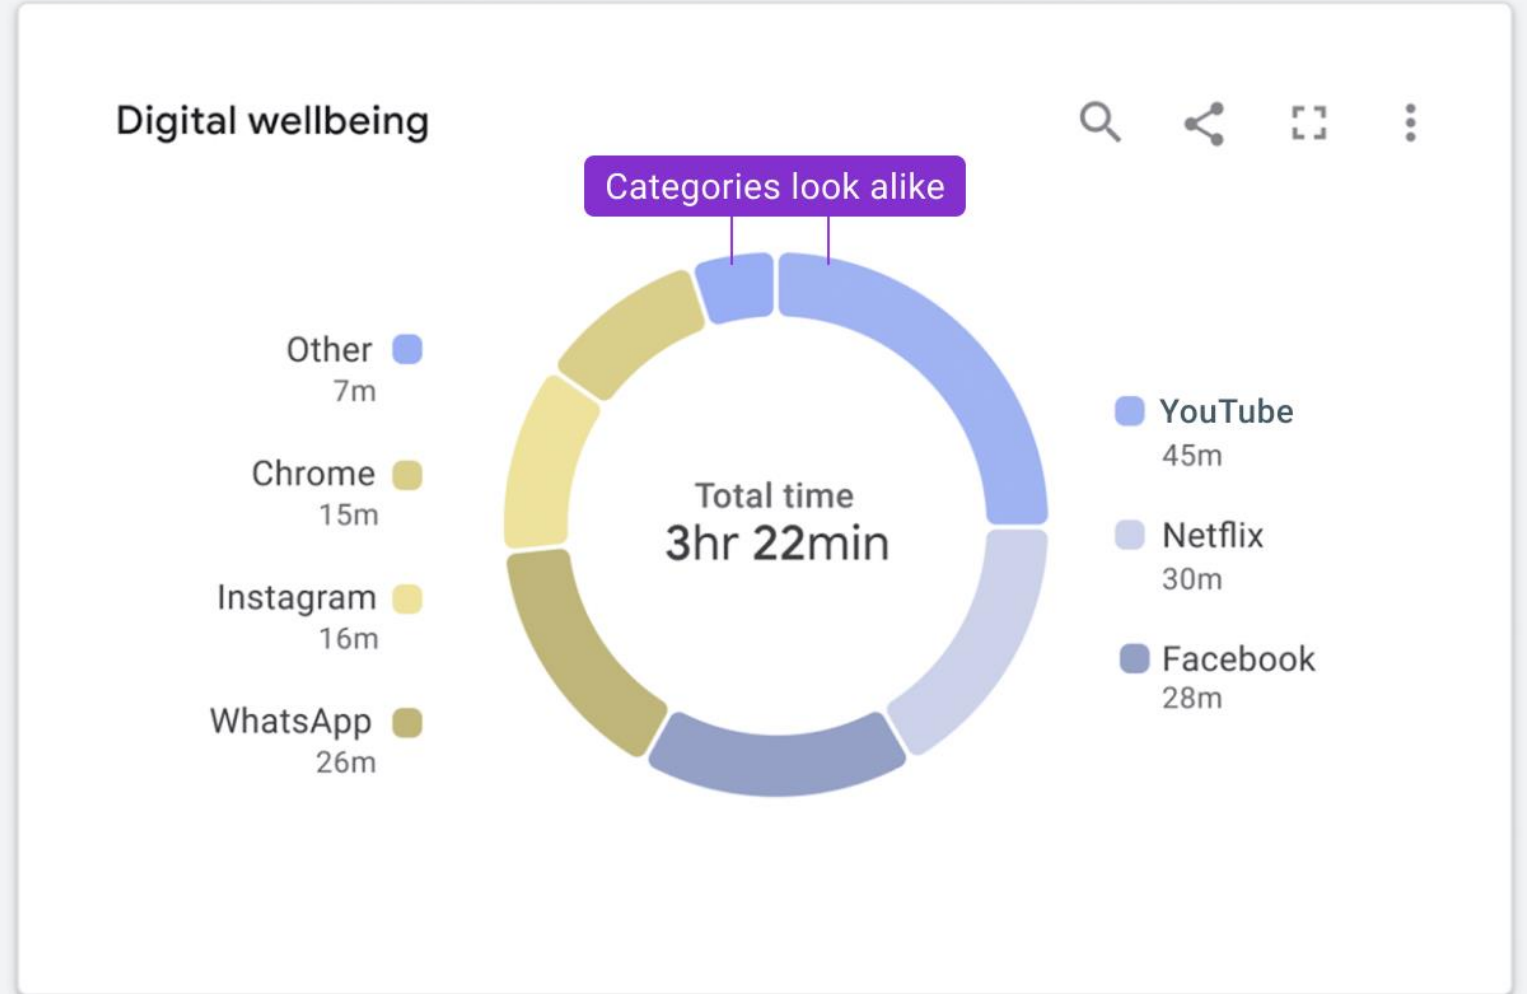 Digital wellbeing
Categories look alike
Other
7m
Chrome
15m
Instagram
16m
WhatsApp
26m
Total time
3hr 22min
YouTube
45m
Netflix
30m
Facebook
28m